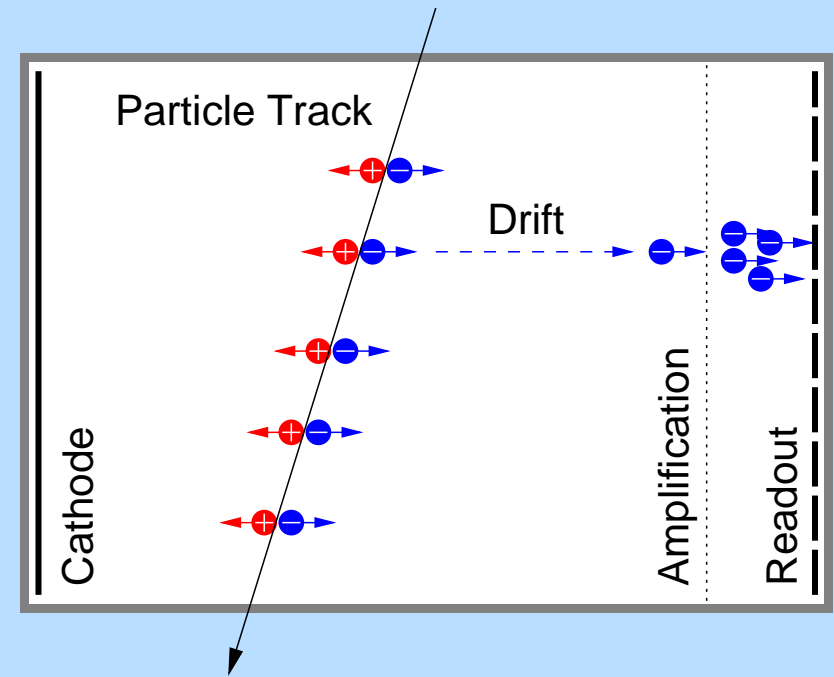 Particle Track
Drift
Cathode
Amplification
Readout